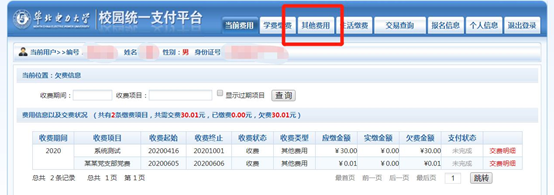 华北电力大学 校园统一支付平台
当前费用 学费缴费 其他费用 生活缴费 交易查询 报名信息 个人信息 退出登录
当前用户>>编号 姓名 性别：男 身份证号
当前位置：欠费信息
收费期间： 收费项目： 显示过期项目 查 询
费用信息以及交费状况 （共有2条缴费项目，共需交费30.01元，已缴费0.00元，欠费30.01元）
收费期间 收费项目 收费起始 收费终止 收费状态 收费类型 应缴金额 实缴金额 欠费金额 支付状态
2020 系统测试 20200416 20201001 收费 其他费用 ￥30.00 ￥0.00 ￥30.00 未完成 交费明细
某某党支部党费 20200605 20200606 收费 其他费用 ￥0.01 ￥0.00 ￥0.01 未完成 交费明细
总共 2 条记录 总共 1 页 第 1 页 首页 前一页 后一页 尾页 1 跳转